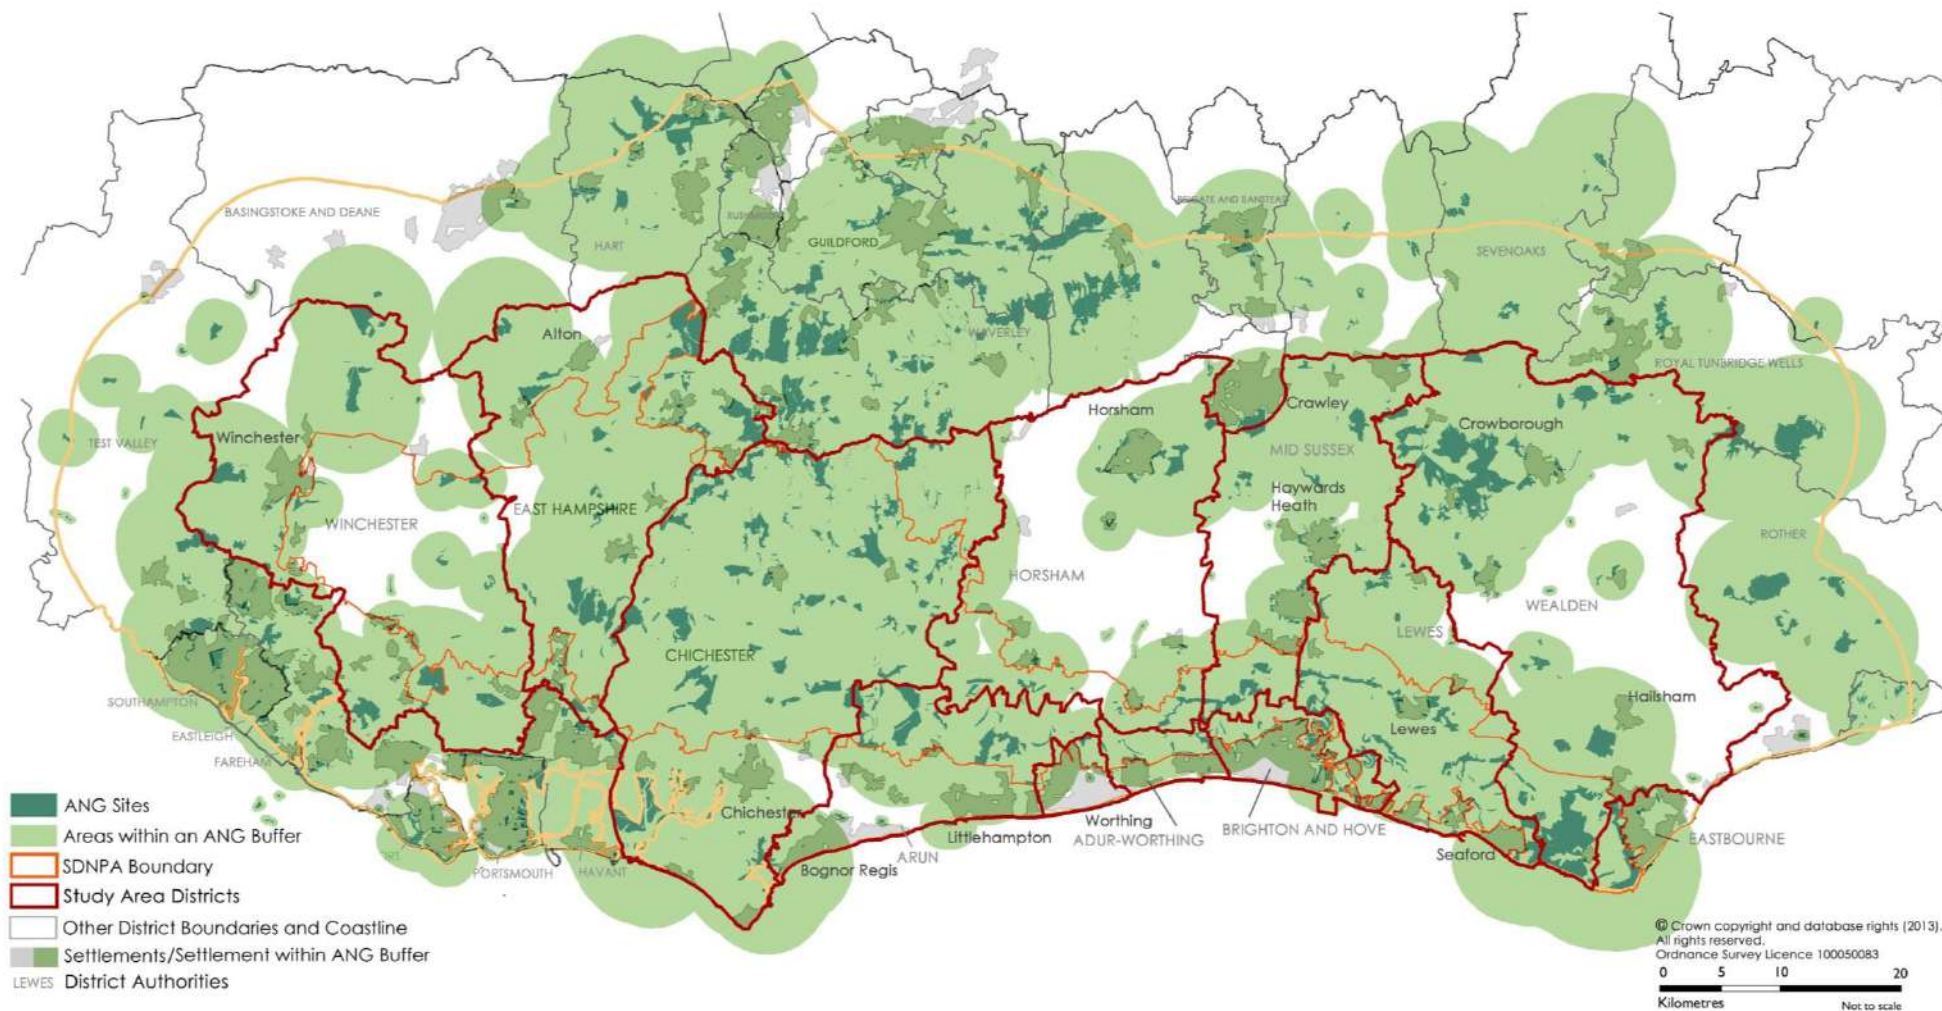 BASINGSTOKE AND DEANE
HART
RUSHMOOR
GUILDFORD
REIGATE AND BANSTEAD
SEVENOAKS
Alton
WAVERLEY
ROYAL TUNBRIDGE WELLS
TEST VALLEY
Winchester
Horsham
Crawley
Crowborough
MID SUSSEX
Haywards
Heath
WINCHESTER
EAST HAMPSHIRE
ROTHER
HORSHAM
WEALDEN
LEWES
CHICHESTER
SOUTHAMPTON
Hailsham
Lewes
EASTLEIGH
FAREHAM
Chichester
Littlehampton
Worthing
ADUR-WORTHING
BRIGHTON AND HOVE
EASTBOURNE
Seaford
ARUN
Bognor Regis
PORTSMOUTH
HAVANT
ANG Sites
Areas within an ANG Buffer
SDNPA Boundary
Study Area Districts
Other District Boundaries and Coastline
Settlements/Settlement within ANG Buffer
LEWES District Authorities
© Crown copyright and database rights (2013).
All rights reserved.
Ordnance Survey Licence 100050083
0 5 10 20
Kilometres
Not to scale